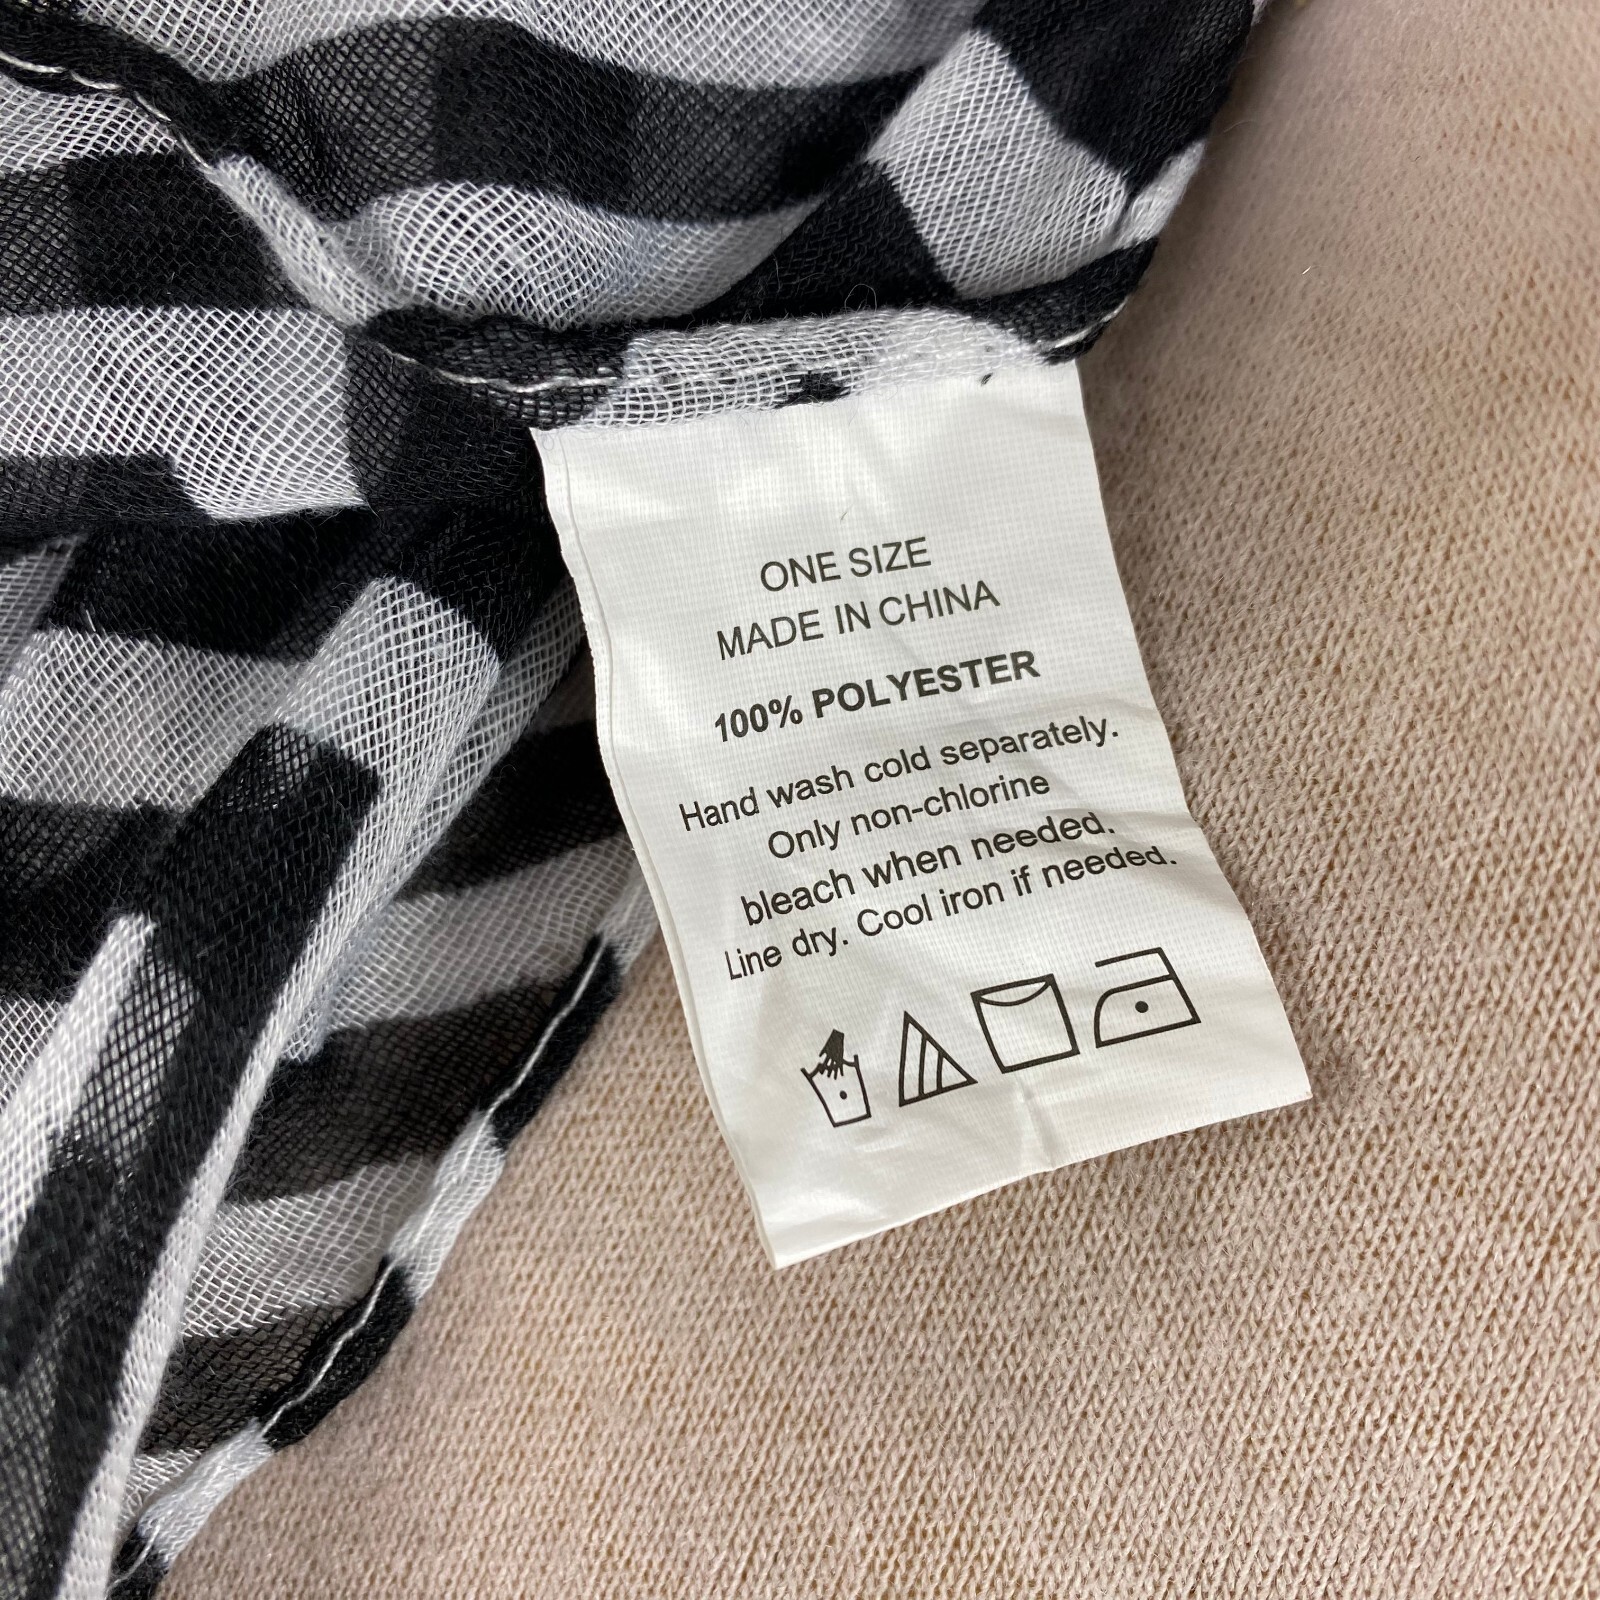 ONE SIZE
MADE IN CHINA
100% POLYESTER
Hand wash cold separately.
Only non-chlorine
bleach when needed.
Line dry. Cool iron if needed.